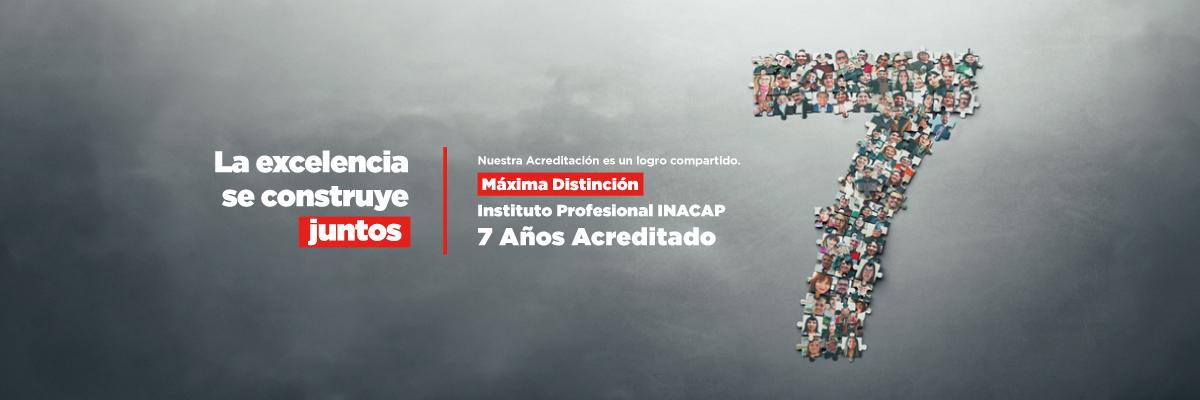 La excelencia
se construye
juntos
Nuestra Acreditación es un logro compartido.
Máxima Distinción
Instituto Profesional INACAP
7 Años Acreditado
7